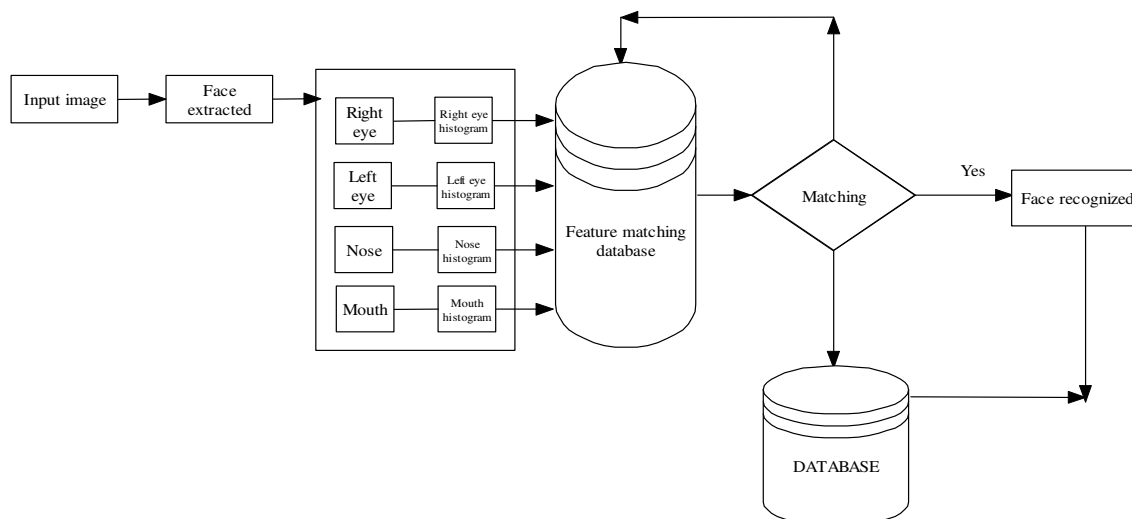 Input image
Face
extracted
Right
eye
Right eye
histogram
Left
eye
Left eye
histogram
Nose
Nose
histogram
Mouth
Mouth
histogram
Feature matching
database
Matching
Yes
Face recognized
DATABASE